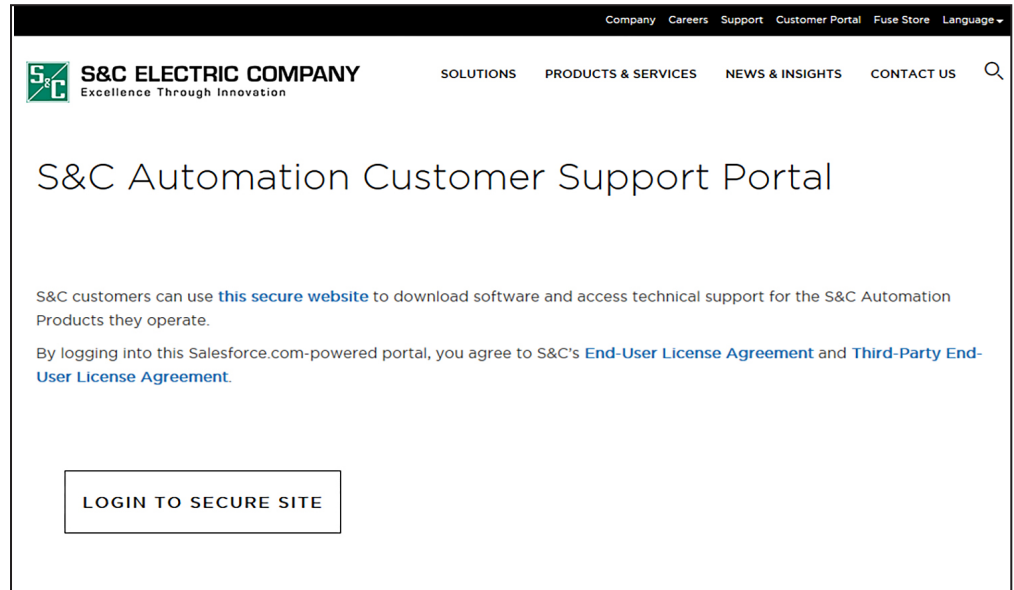 Company Careers Support Customer Portal Fuse Store Language
S&C
S&C ELECTRIC COMPANY
Excellence Through Innovation
SOLUTIONS PRODUCTS & SERVICES NEWS & INSIGHTS CONTACT US
S&C Automation Customer Support Portal
S&C customers can use this secure website to download software and access technical support for the S&C Automation
Products they operate.
By logging into this Salesforce.com-powered portal, you agree to S&C’s End-User License Agreement and Third-Party End-
User License Agreement.
LOGIN TO SECURE SITE